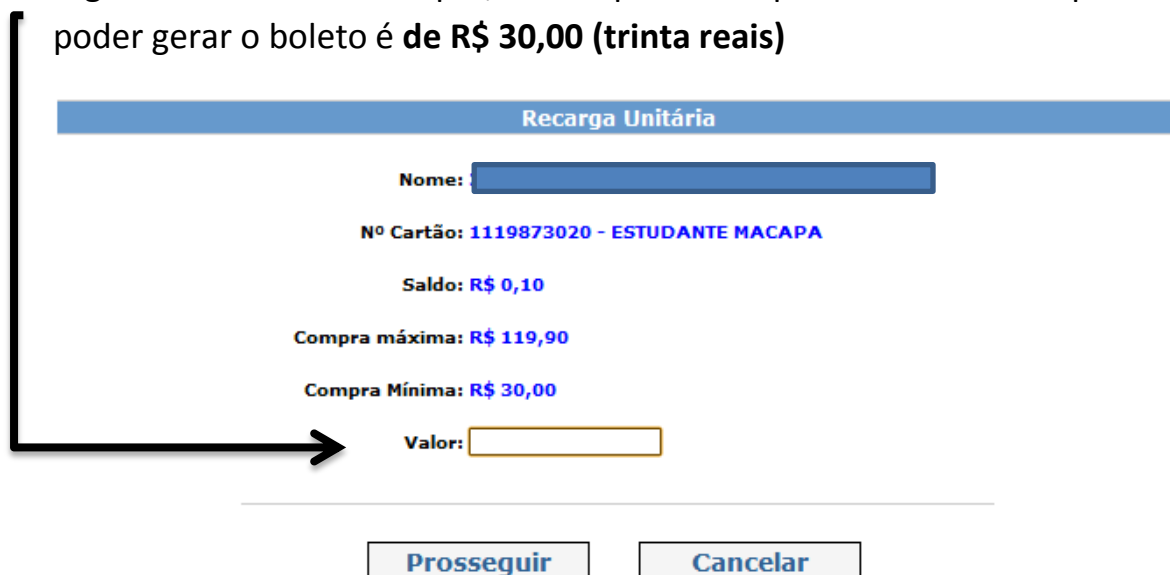 poder gerar o boleto é de R$ 30,00 (trinta reais)
Recarga Unitária
Nome:
Nº Cartão: 1119873020 - ESTUDANTE MACAPA
Saldo: R$ 0,10
Compra máxima: R$ 119,90
Compra Mínima: R$ 30,00
Valor:
Prosseguir Cancelar